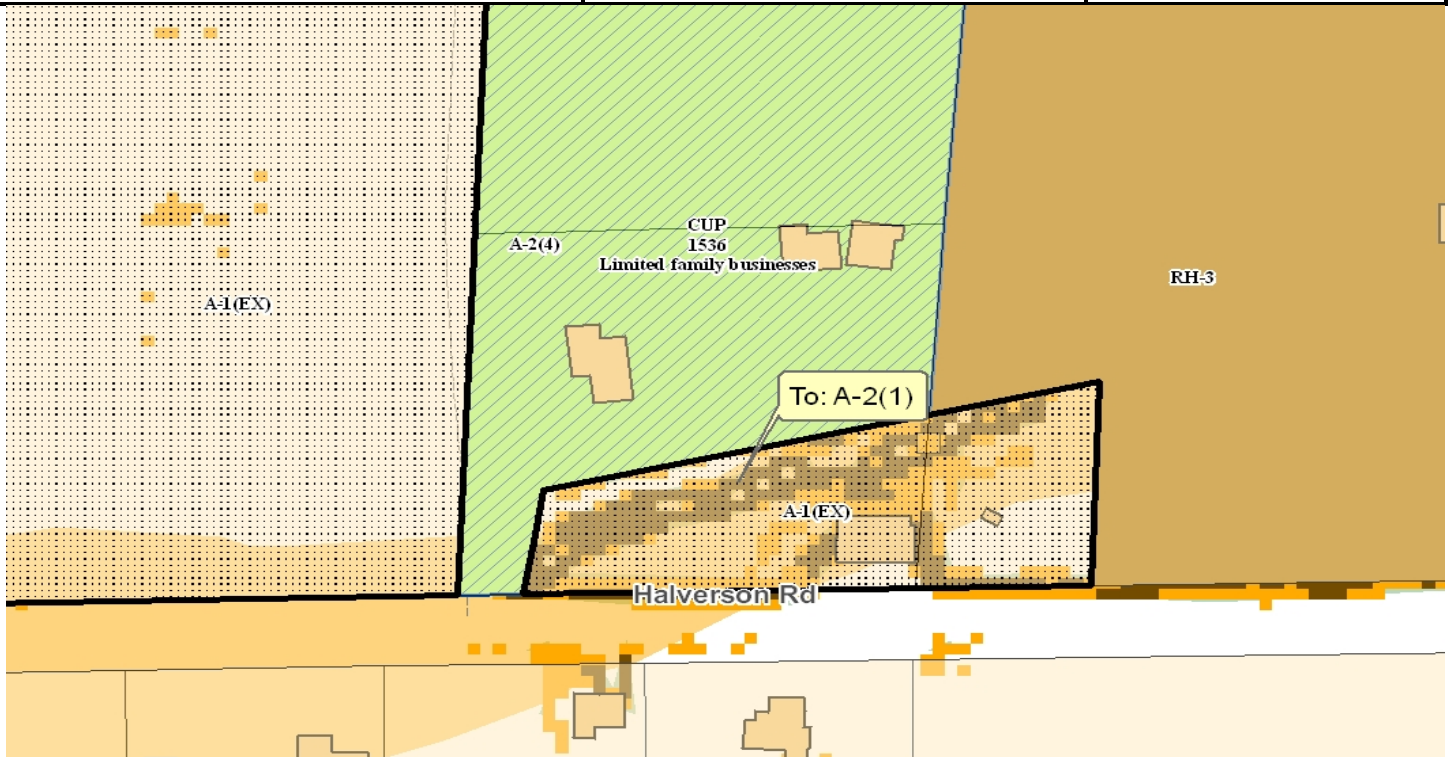 CUP
A-2(4)
1536
Limited family businesses
RH-3
A-1(EX)
To: A-2(1)
A-1(EX)
Halverson Rd